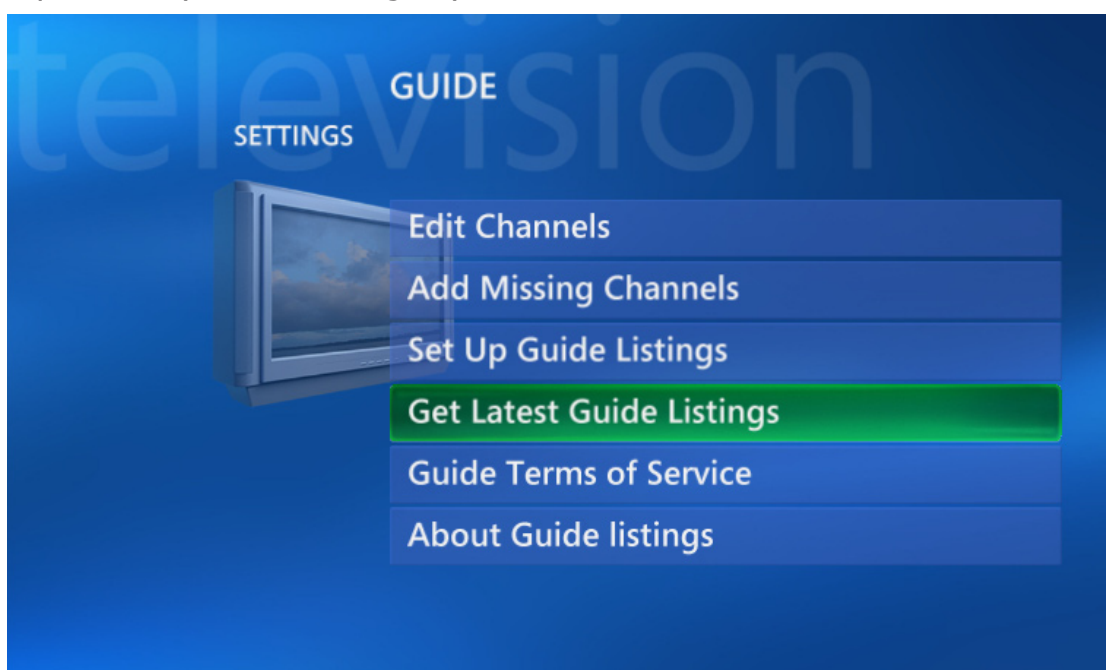 television
GUIDE
SETTINGS
Edit Channels
Add Missing Channels
Set Up Guide Listings
Get Latest Guide Listings
Guide Terms of Service
About Guide listings